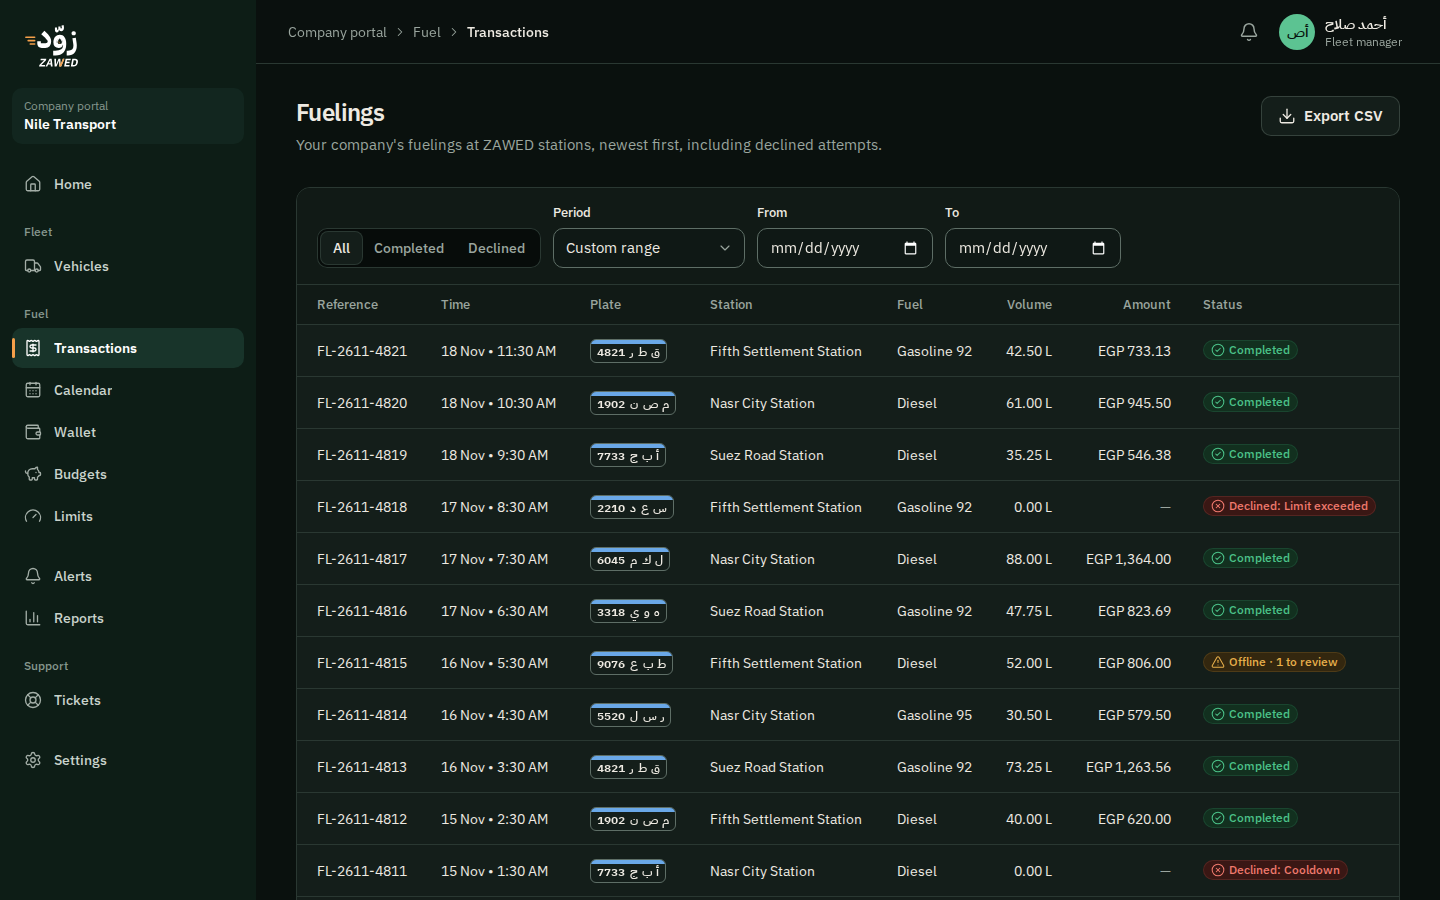 زوّد
ZAWED
Company portal
Nile Transport
Home
Fleet
Vehicles
Fuel
Transactions
Calendar
Wallet
Budgets
Limits
Alerts
Reports
Support
Tickets
Settings
Company portal > Fuel > Transactions
أص
أحمد صلاح
Fleet manager
Fuelings
Your company's fuelings at ZAWED stations, newest first, including declined attempts.
Export CSV
Period From To
All Completed Declined Custom range mm/dd/yyyy mm/dd/yyyy
Reference Time Plate Station Fuel Volume Amount Status
FL-2611-4821 18 Nov • 11:30 AM 4821 ق ط ر Fifth Settlement Station Gasoline 92 42.50 L EGP 733.13 Completed
FL-2611-4820 18 Nov • 10:30 AM 1902 م ص ن Nasr City Station Diesel 61.00 L EGP 945.50 Completed
FL-2611-4819 18 Nov • 9:30 AM 7733 أ ب ج Suez Road Station Diesel 35.25 L EGP 546.38 Completed
FL-2611-4818 17 Nov • 8:30 AM 2210 س ع د Fifth Settlement Station Gasoline 92 0.00 L — Declined: Limit exceeded
FL-2611-4817 17 Nov • 7:30 AM 6045 ل ك م Nasr City Station Diesel 88.00 L EGP 1,364.00 Completed
FL-2611-4816 17 Nov • 6:30 AM 3318 ه و ي Suez Road Station Gasoline 92 47.75 L EGP 823.69 Completed
FL-2611-4815 16 Nov • 5:30 AM 9076 ط ب ع Fifth Settlement Station Diesel 52.00 L EGP 806.00 Offline · 1 to review
FL-2611-4814 16 Nov • 4:30 AM 5520 ر س ل Nasr City Station Gasoline 95 30.50 L EGP 579.50 Completed
FL-2611-4813 16 Nov • 3:30 AM 4821 ق ط ر Suez Road Station Gasoline 92 73.25 L EGP 1,263.56 Completed
FL-2611-4812 15 Nov • 2:30 AM 1902 م ص ن Fifth Settlement Station Diesel 40.00 L EGP 620.00 Completed
FL-2611-4811 15 Nov • 1:30 AM 7733 أ ب ج Nasr City Station Diesel 0.00 L — Declined: Cooldown